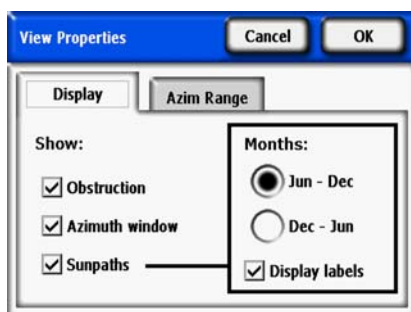 View Properties
Cancel
OK
Display
Azim Range
Show:
Obstruction
Azimuth window
Sunpaths
Months:
Jun - Dec
Dec - Jun
Display labels